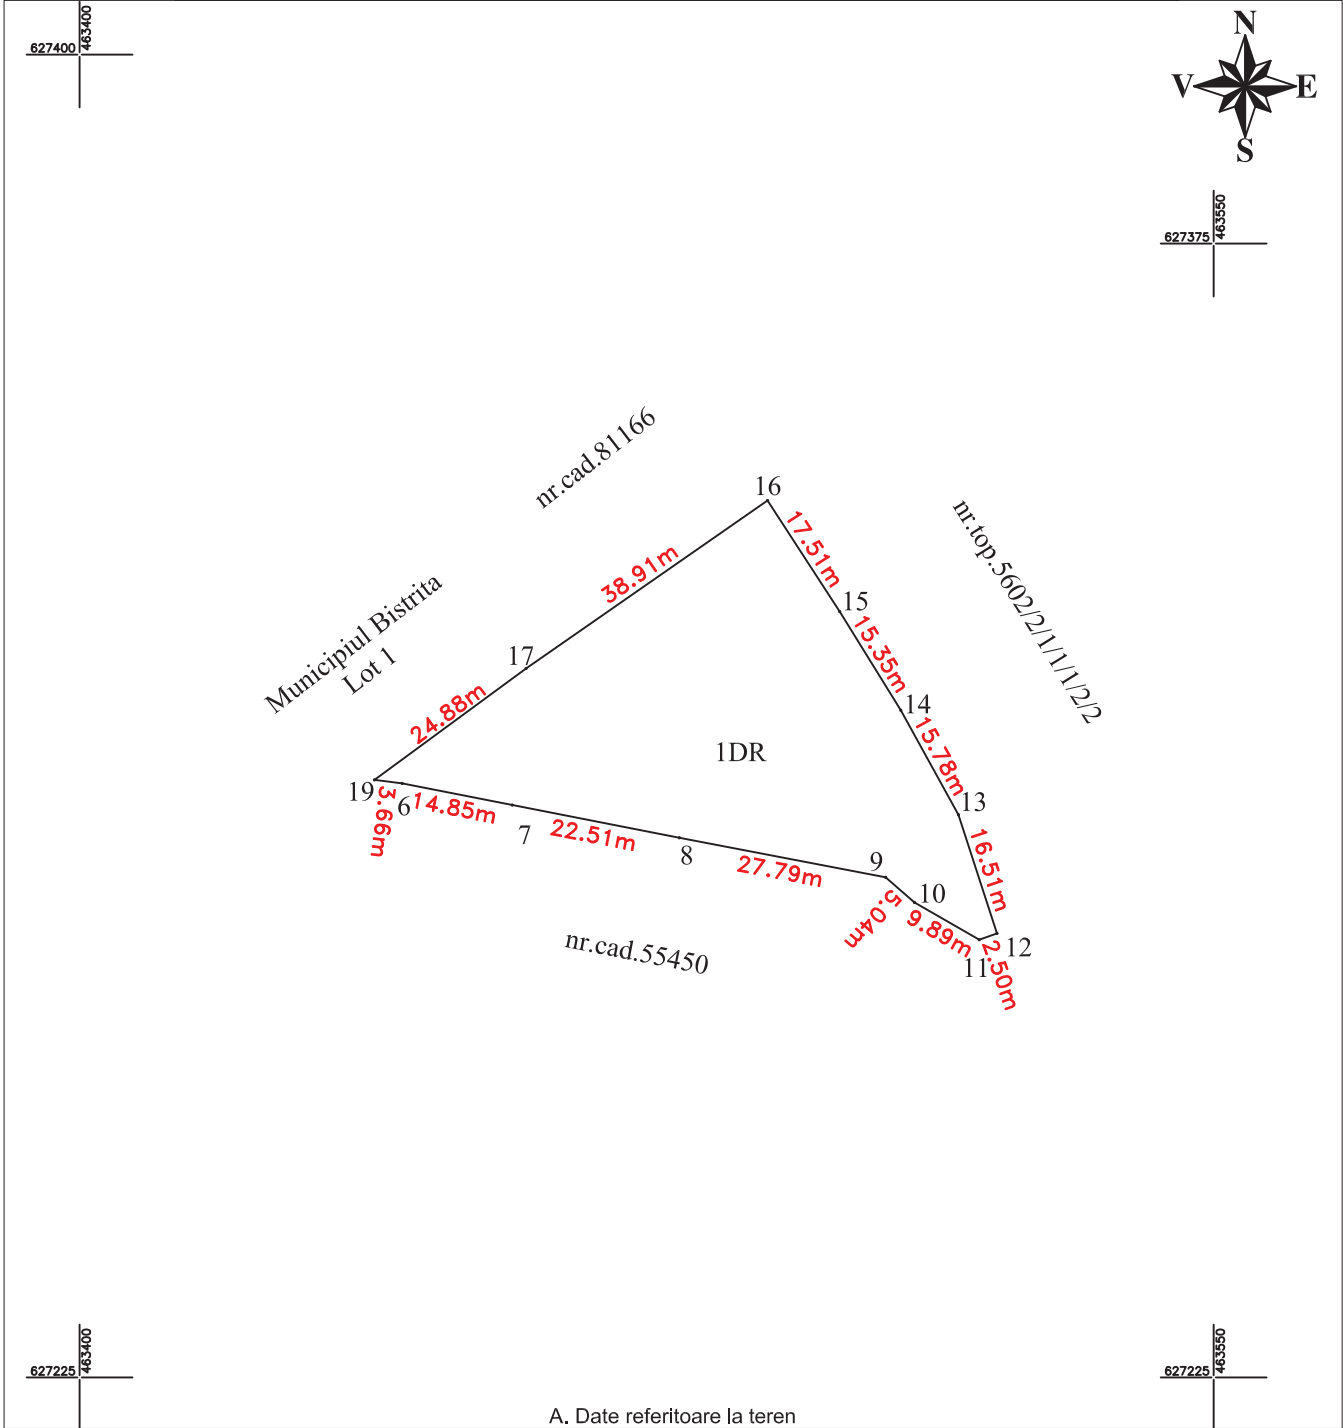 463400
627400
N
V
E
S
463550
627375
nr.cad.81166
16
17.51m
nr.top.5602/2/1/1/1/2/2
38.91m
15
Municipiul Bistrita
Lot 1
17
15.35m
24.88m
14
1DR
15.78m
19
6
3.66m
14.85m
7
22.51m
8
27.79m
13
9
16.51m
10
5.04m
9.89m
12
11
2.50m
nr.cad.55450
463400
627225
463550
627225
A. Date referitoare la teren